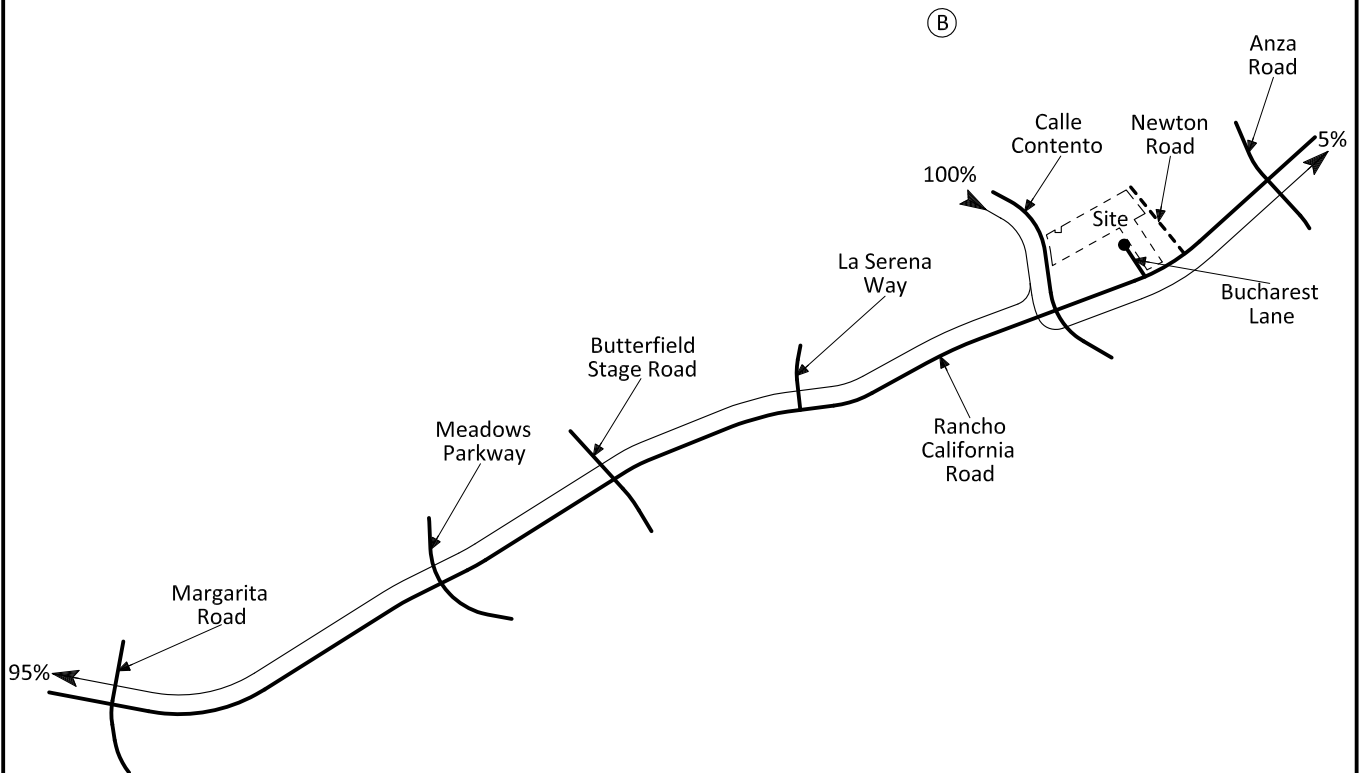 B
Anza
Road
5%
Calle
Contento
Newton
Road
100%
Site
La Serena
Way
Bucharest
Lane
Butterfield
Stage Road
Meadows
Parkway
Rancho
California
Road
Margarita
Road
95%